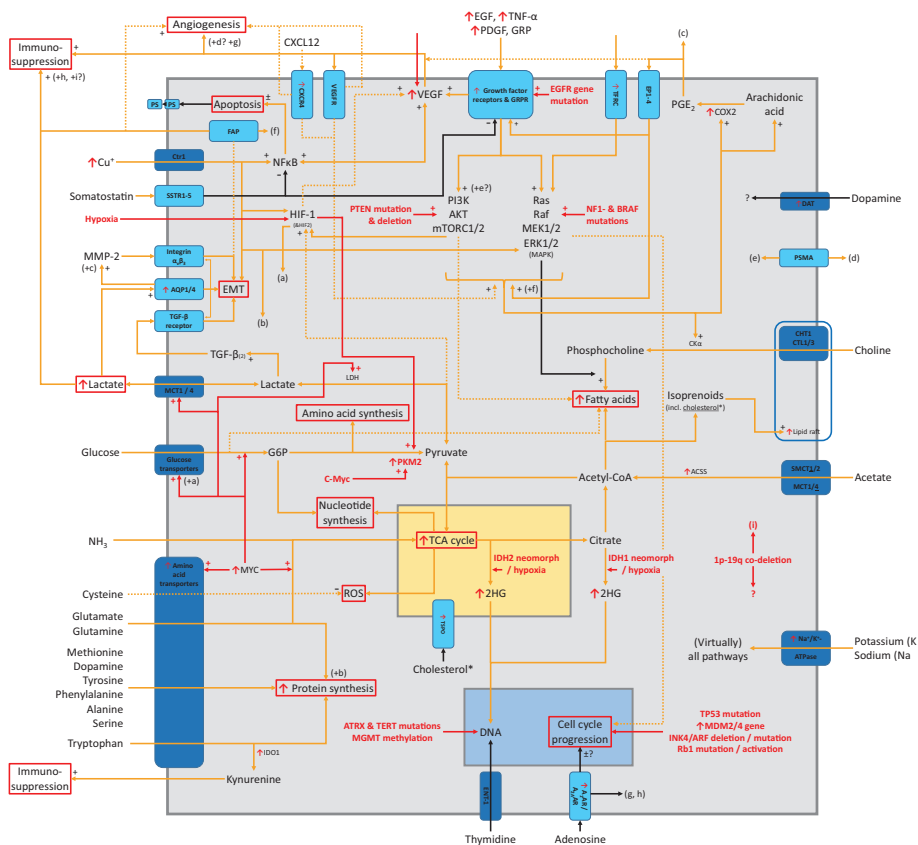 ↑EGF, ↑TNF-α
↑PDGF, GRP
Angiogenesis
CXCL12
(+d? +g)
(c)
Immuno-
suppression
(+h, +i?)
PS
PS
Apoptosis
±
↑CXCR4
VEGFR
↑VEGF
↑ Growth factor
receptors & GRPR
EGFR gene
mutation
↑TFRC
EP1-4
PGE2
↑COX2
Arachidonic
acid
FAP
(f)
↑Cu+
Ctr1
NFκB
Somatostatin
SSTR1-5
Hypoxia
HIF-1
(&HIF2)
PTEN mutation
& deletion
(+e?)
PI3K
AKT
mTORC1/2
Ras
Raf
MEK1/2
ERK1/2
(MAPK)
NF1- & BRAF
mutations
?
DAT
Dopamine
MMP-2
(+c)
Integrin
αvβ3
↑ AQP1/4
EMT
TGF-β
receptor
(a)
(b)
+ (+f)
(e)
PSMA
(d)
CKα
TGF-β(2)
LDH
Phosphocholine
CHT1
CTL1/3
Choline
↑Lactate
MCT1 / 4
Lactate
↑Fatty acids
Isoprenoids
(incl. cholesterol*)
↑Lipid raft
Amino acid synthesis
Glucose
Glucose
transporters
(+a)
G6P
Pyruvate
↑PKM2
C-Myc
Acetyl-CoA
↑ACSS
SMCT1/2
MCT1/4
Acetate
Nucleotide
synthesis
NH3
↑TCA cycle
Citrate
(i)
1p-19q co-deletion
?
↑ Amino
acid
transporters
↑MYC
IDH2 neomorph
/ hypoxia
IDH1 neomorph
/ hypoxia
Cysteine
ROS
↑2HG
↑2HG
Glutamate
Glutamine
↑TSPO
Cholesterol*
Methionine
Dopamine
Tyrosine
Phenylalanine
Alanine
Serine
(+b)
↑ Protein synthesis
(Virtually)
all pathways
↑ Na+/K+-
ATPase
Potassium (K
Sodium (Na
ATRX & TERT mutations
MGMT methylation
DNA
Cell cycle
progression
±?
TP53 mutation
↑MDM2/4 gene
INK4/ARF deletion / mutation
Rb1 mutation / activation
Tryptophan
↑IDO1
Immuno-
suppression
Kynurenine
ENT-1
↑ A1AR/
A2AAR
(g, h)
Thymidine
Adenosine